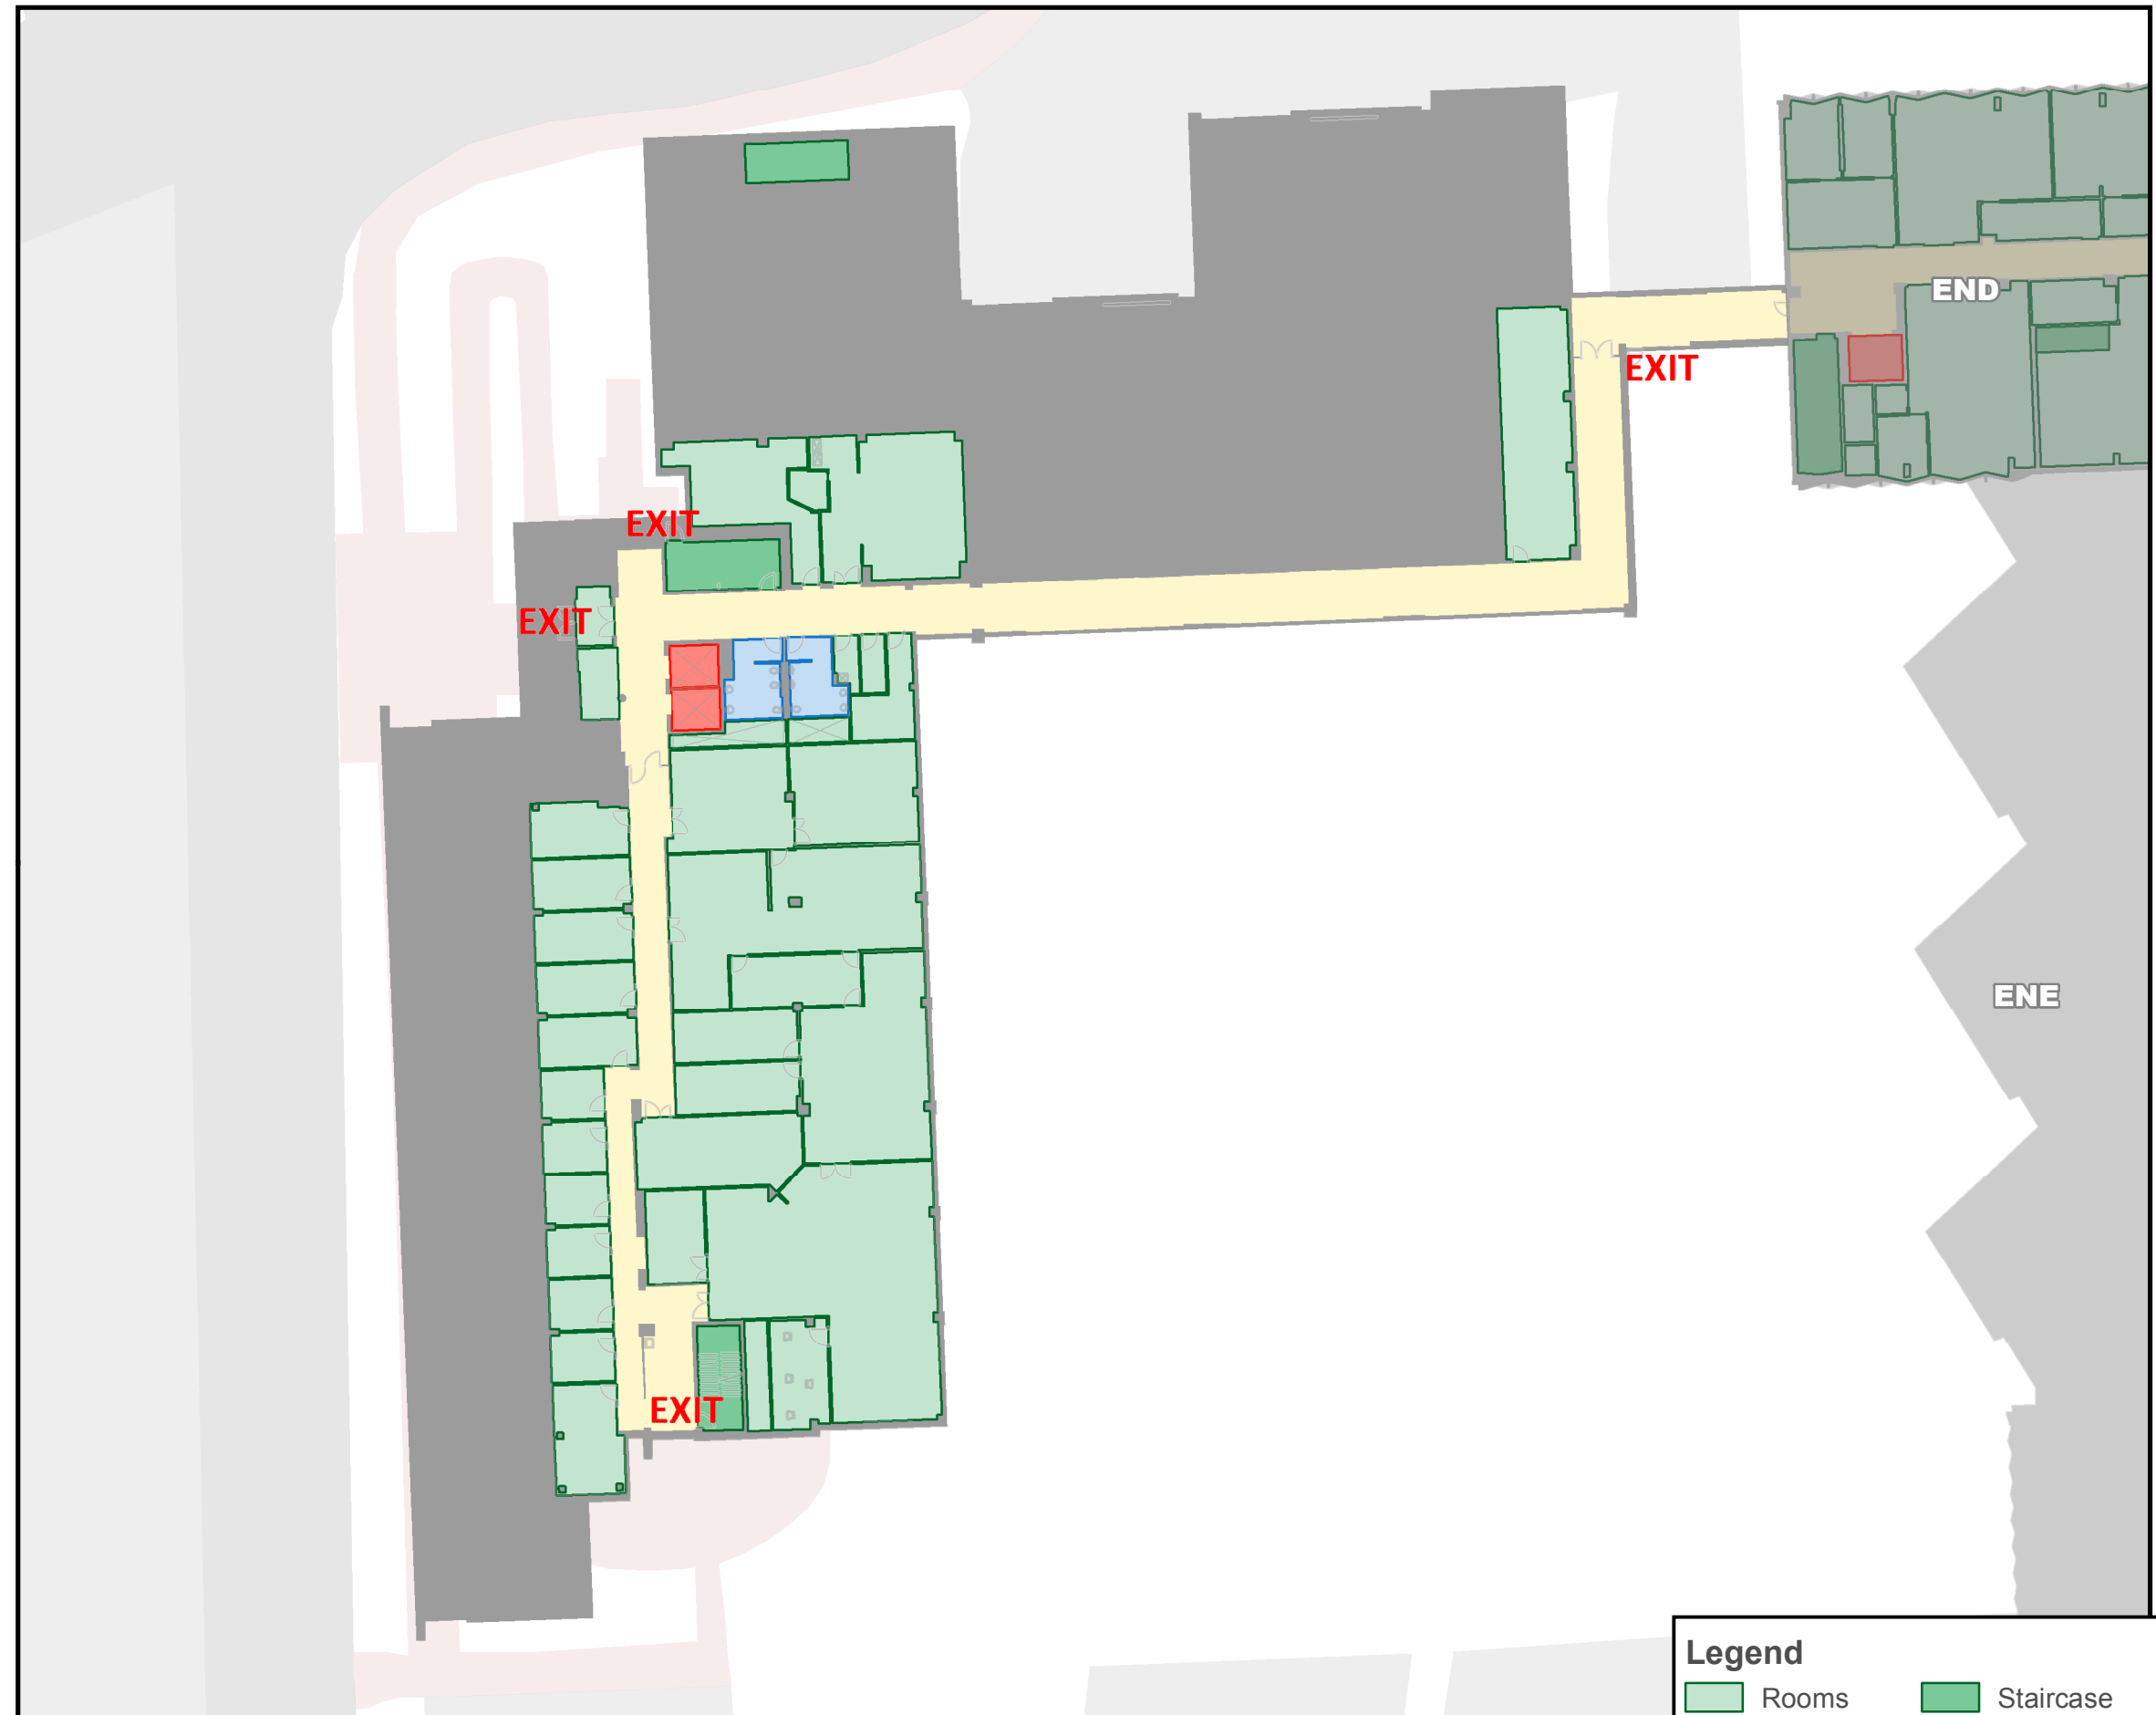 END
EXIT
EXIT
EXIT
ENE
EXIT
Legend
Rooms
Staircase